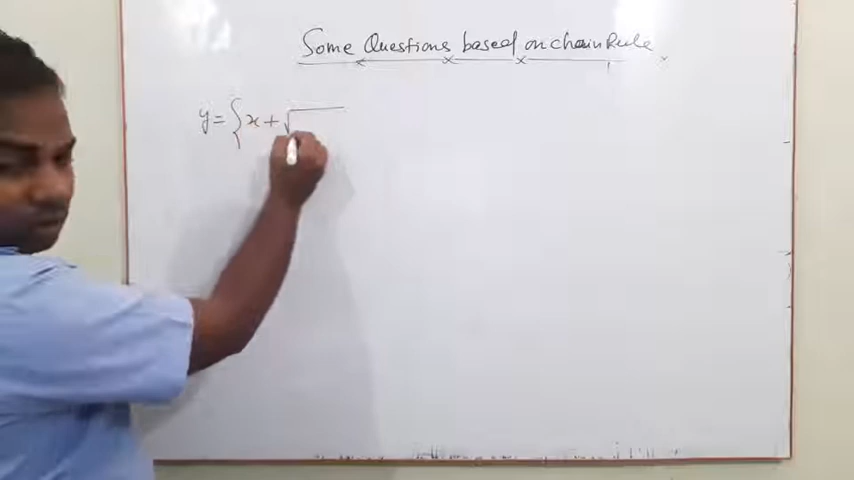 Some Questions based on chain Rule
y = { x + √